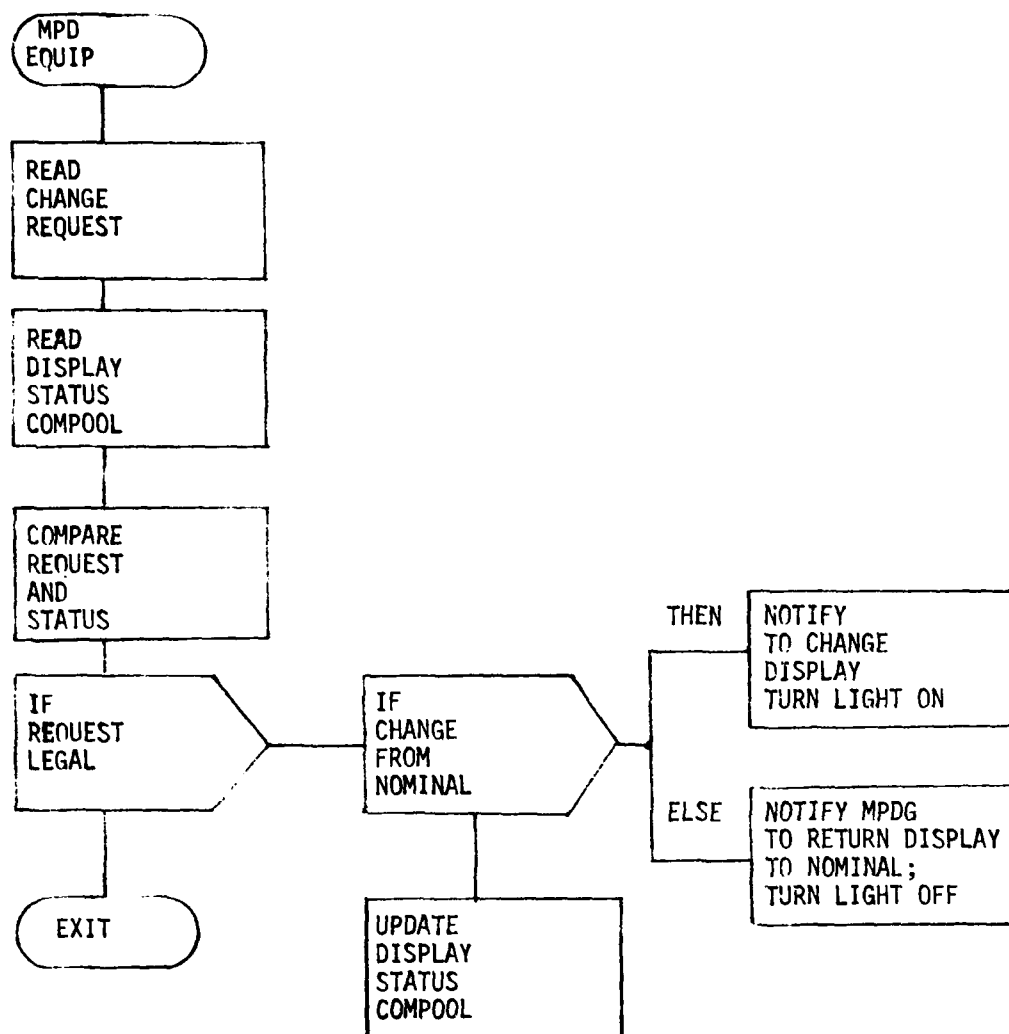 MPD
EQUIP
READ
CHANGE
REQUEST
READ
DISPLAY
STATUS
COMPOOL
COMPARE
REQUEST
AND
STATUS
IF
REQUEST
LEGAL
IF
CHANGE
FROM
NOMINAL
THEN
NOTIFY
TO CHANGE
DISPLAY
TURN LIGHT ON
ELSE
NOTIFY MPDG
TO RETURN DISPLAY
TO NOMINAL;
TURN LIGHT OFF
EXIT
UPDATE
DISPLAY
STATUS
COMPOOL